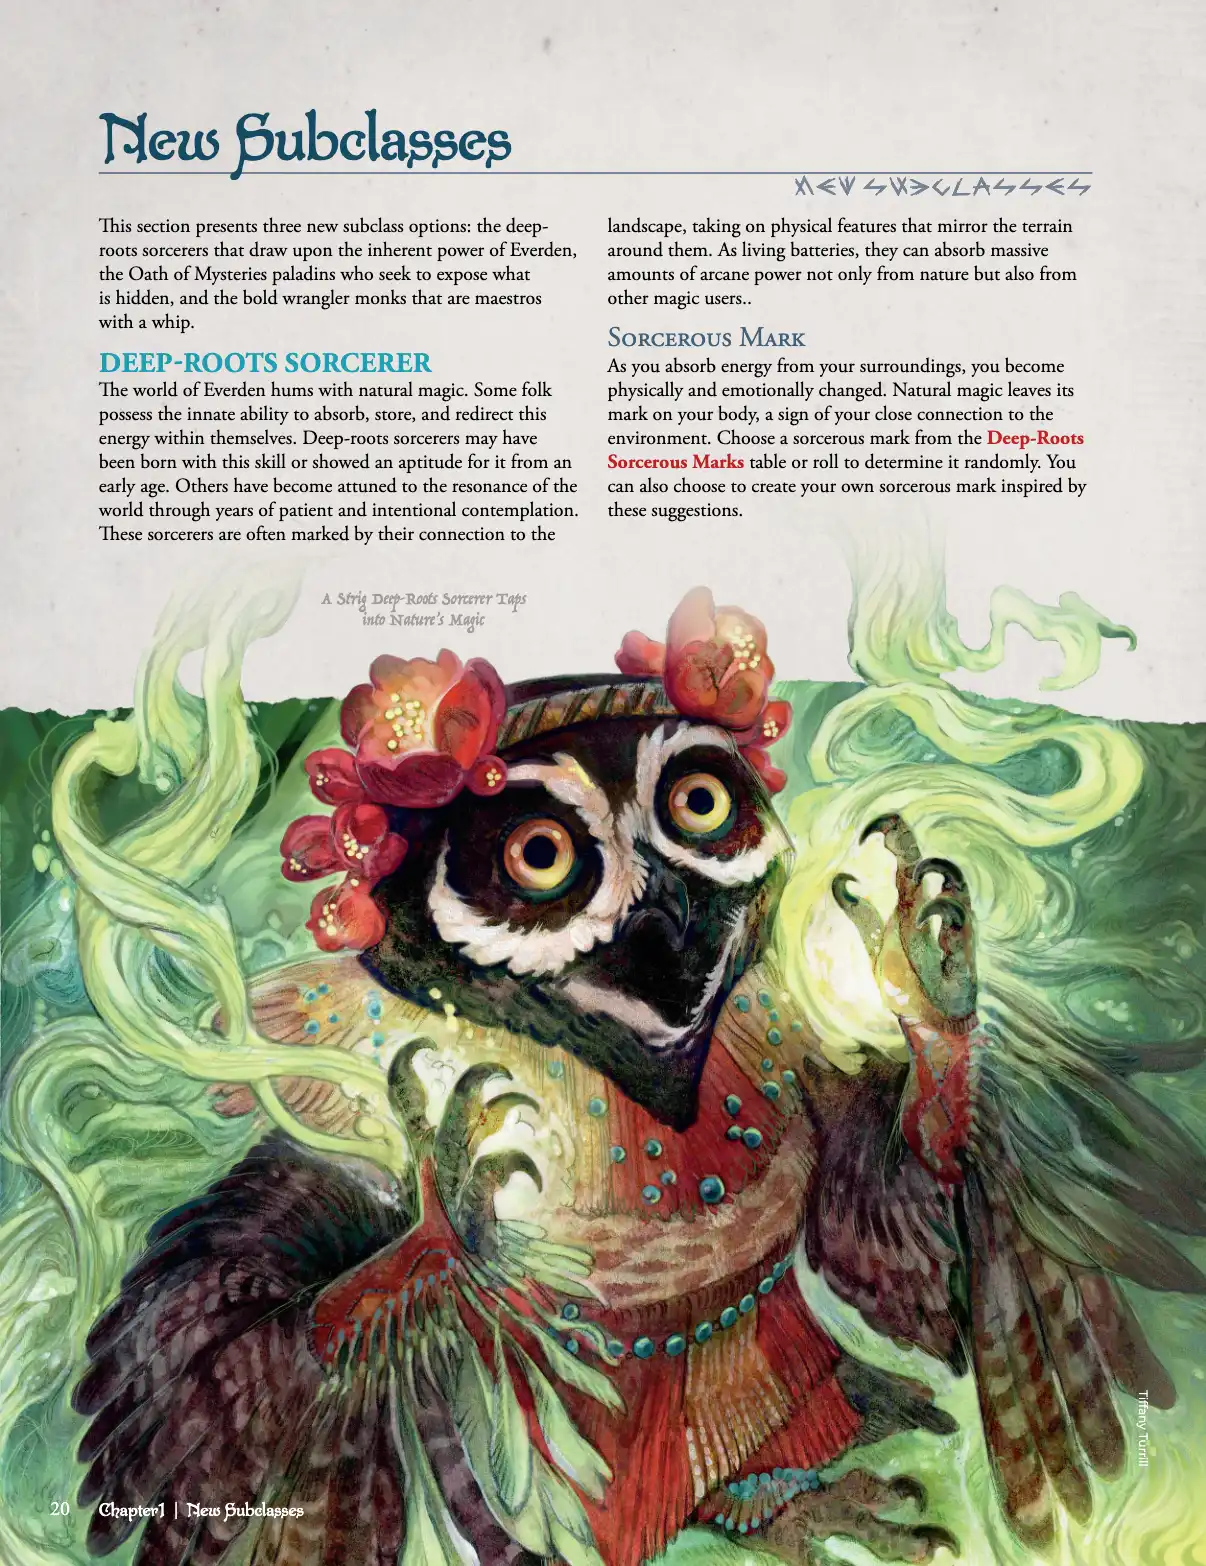 New Subclasses
NEW SUBCLASSES
This section presents three new subclass options: the deep-
roots sorcerers that draw upon the inherent power of Everden,
the Oath of Mysteries paladins who seek to expose what
is hidden, and the bold wrangler monks that are maestros
with a whip.
DEEP-ROOTS SORCERER
The world of Everden hums with natural magic. Some folk
possess the innate ability to absorb, store, and redirect this
energy within themselves. Deep-roots sorcerers may have
been born with this skill or showed an aptitude for it from an
early age. Others have become attuned to the resonance of the
world through years of patient and intentional contemplation.
These sorcerers are often marked by their connection to the
landscape, taking on physical features that mirror the terrain
around them. As living batteries, they can absorb massive
amounts of arcane power not only from nature but also from
other magic users..
Sorcerous Mark
As you absorb energy from your surroundings, you become
physically and emotionally changed. Natural magic leaves its
mark on your body, a sign of your close connection to the
environment. Choose a sorcerous mark from the Deep-Roots
Sorcerous Marks table or roll to determine it randomly. You
can also choose to create your own sorcerous mark inspired by
these suggestions.
A Strig Deep-Roots Sorcerer Taps
into Nature's Magic
Tiffany Turrill
20 Chapter1 | New Subclasses